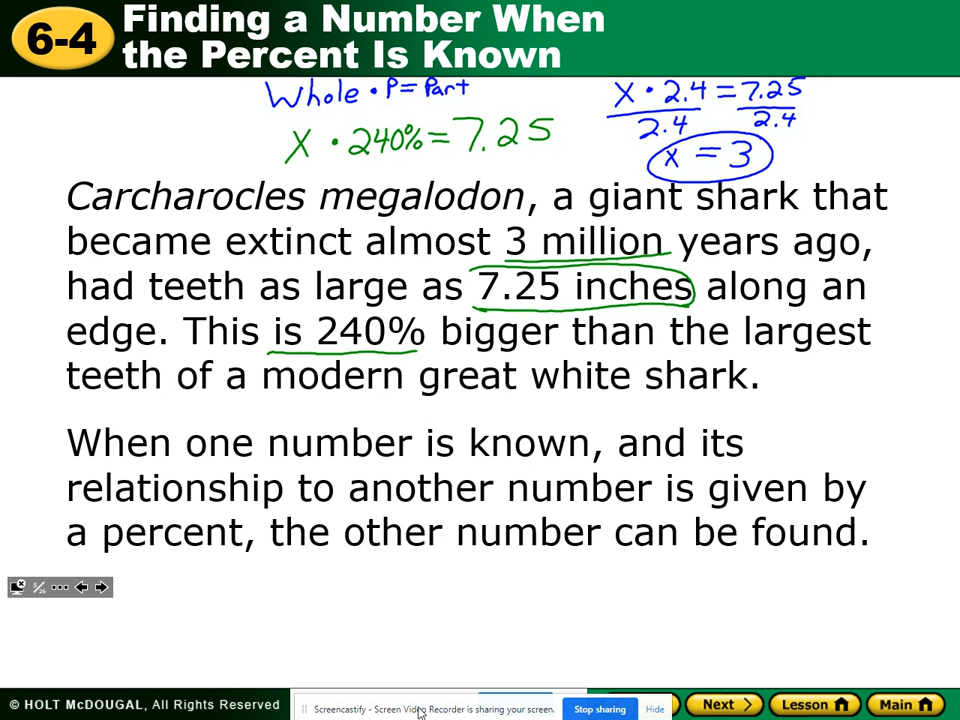 Finding a Number When
6-4
the Percent Is Known
Whole • P = Part
x • 2.4 = 7.25
2.4 2.4
x • 240% = 7.25
x = 3
Carcharocles megalodon, a giant shark that
became extinct almost 3 million years ago,
had teeth as large as 7.25 inches along an
edge. This is 240% bigger than the largest
teeth of a modern great white shark.
When one number is known, and its
relationship to another number is given by
a percent, the other number can be found.
© HOLT McDOUGAL, All Rights Reserved
Screencastify - Screen Video Recorder is sharing your screen.
Stop sharing
Hide
Next
Lesson
Main